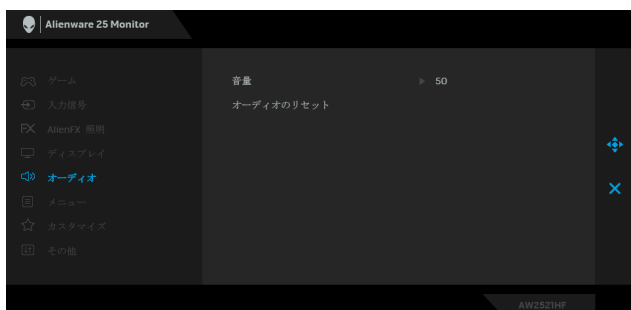 Alienware 25 Monitor
ゲーム
入力信号
AlienFX 照明
ディスプレイ
オーディオ
メニュー
カスタマイズ
その他
音量 50
オーディオのリセット
AW2521HF